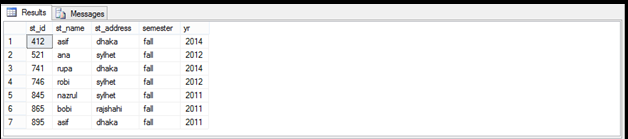 Results Messages
st_id st_name st_address semester yr
1 412 asif dhaka fall 2014
2 521 ana sylhet fall 2012
3 741 rupa dhaka fall 2014
4 746 robi sylhet fall 2012
5 845 nazrul sylhet fall 2011
6 865 bobi rajshahi fall 2011
7 895 asif dhaka fall 2011